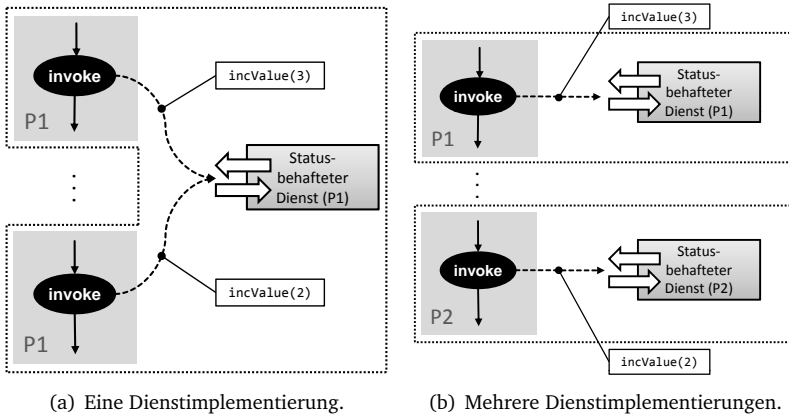 invoke
P1
incValue(3)
Status-
behafteter
Dienst (P1)
invoke
P1
incValue(2)
(a) Eine Dienstimplementierung.
incValue(3)
invoke
P1
Status-
behafteter
Dienst (P1)
invoke
P2
Status-
behafteter
Dienst (P2)
incValue(2)
(b) Mehrere Dienstimplementierungen.